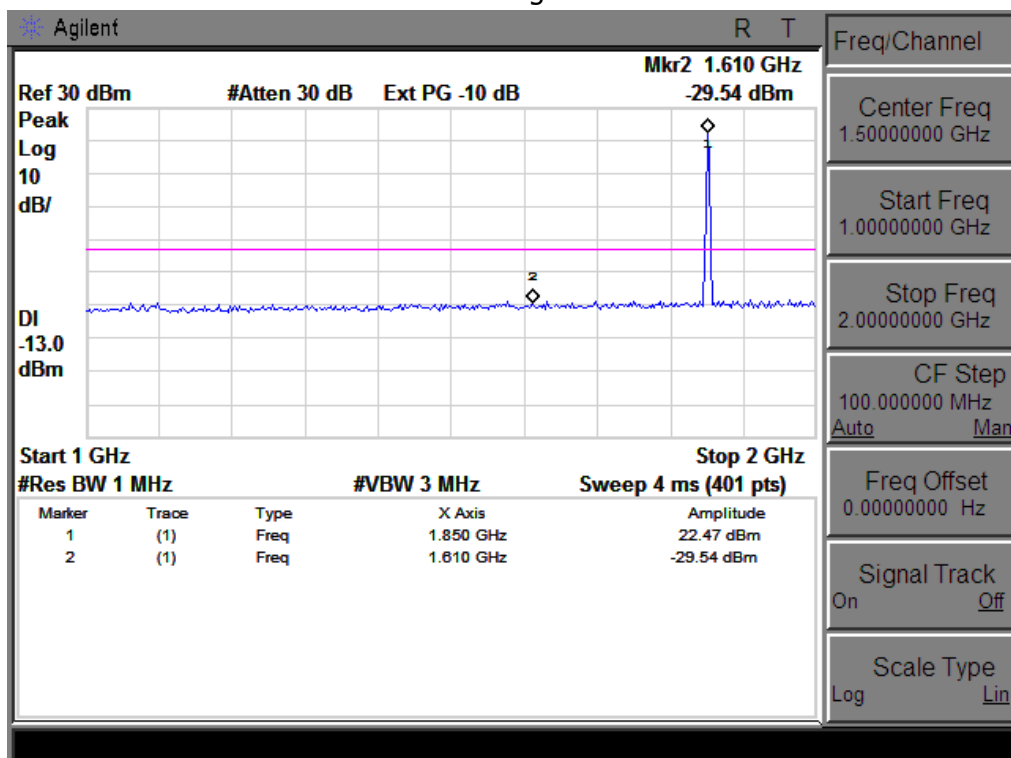 Agilent
R T
Mkr2 1.610 GHz
Ref 30 dBm #Atten 30 dB Ext PG -10 dB -29.54 dBm
Peak
Log
10
dB/
1
2
DI
-13.0
dBm
Start 1 GHz Stop 2 GHz
#Res BW 1 MHz #VBW 3 MHz Sweep 4 ms (401 pts)
Marker Trace Type X Axis Amplitude
1 (1) Freq 1.850 GHz 22.47 dBm
2 (1) Freq 1.610 GHz -29.54 dBm
Freq/Channel
Center Freq
1.50000000 GHz
Start Freq
1.00000000 GHz
Stop Freq
2.00000000 GHz
CF Step
100.000000 MHz
Auto Man
Freq Offset
0.00000000 Hz
Signal Track
On Off
Scale Type
Log Lin